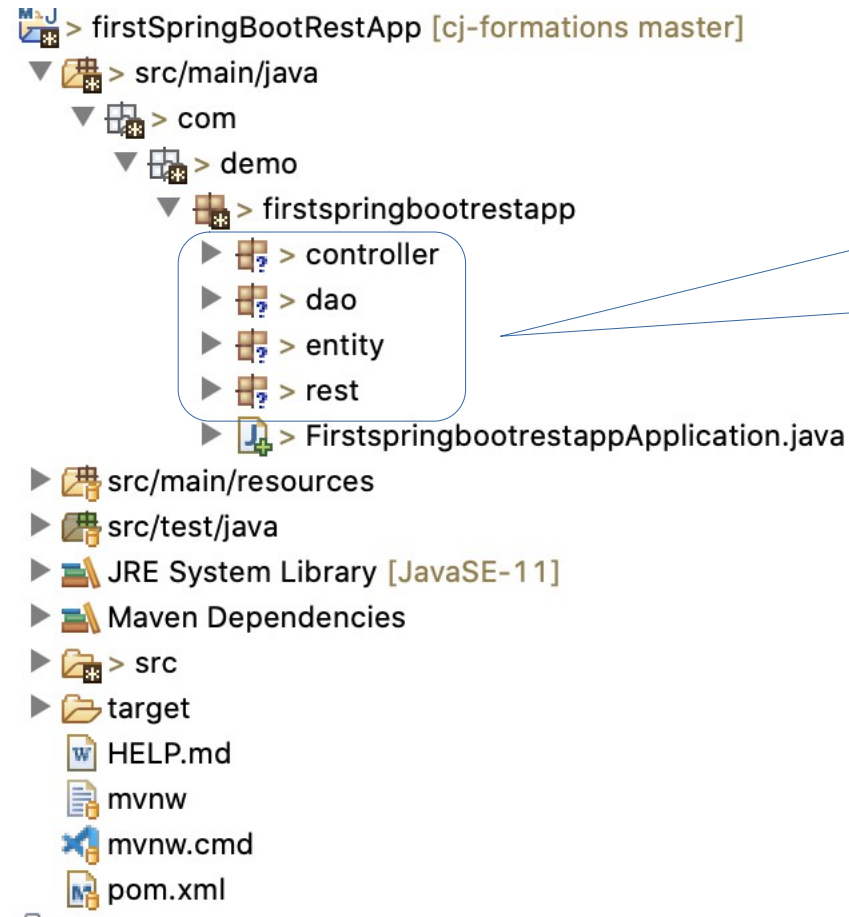 > firstSpringBootRestApp [cj-formations master]
> src/main/java
> com
> demo
> firstspringbootrestapp
> controller
> dao
> entity
> rest
> FirstspringbootrestappApplication.java
src/main/resources
src/test/java
JRE System Library [JavaSE-11]
Maven Dependencies
> src
target
HELP.md
mvnw
mvnw.cmd
pom.xml